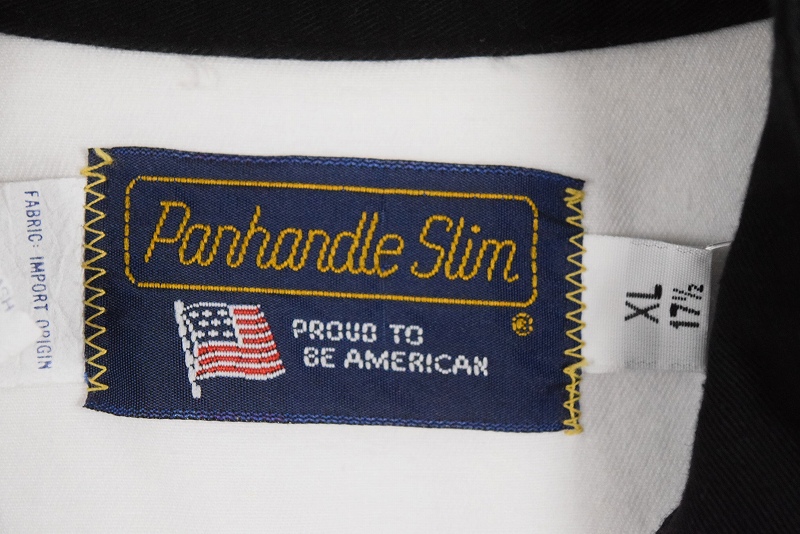 Panhandle Slim
®
PROUD TO
BE AMERICAN
FABRIC: IMPORT ORIGIN
XL
17½